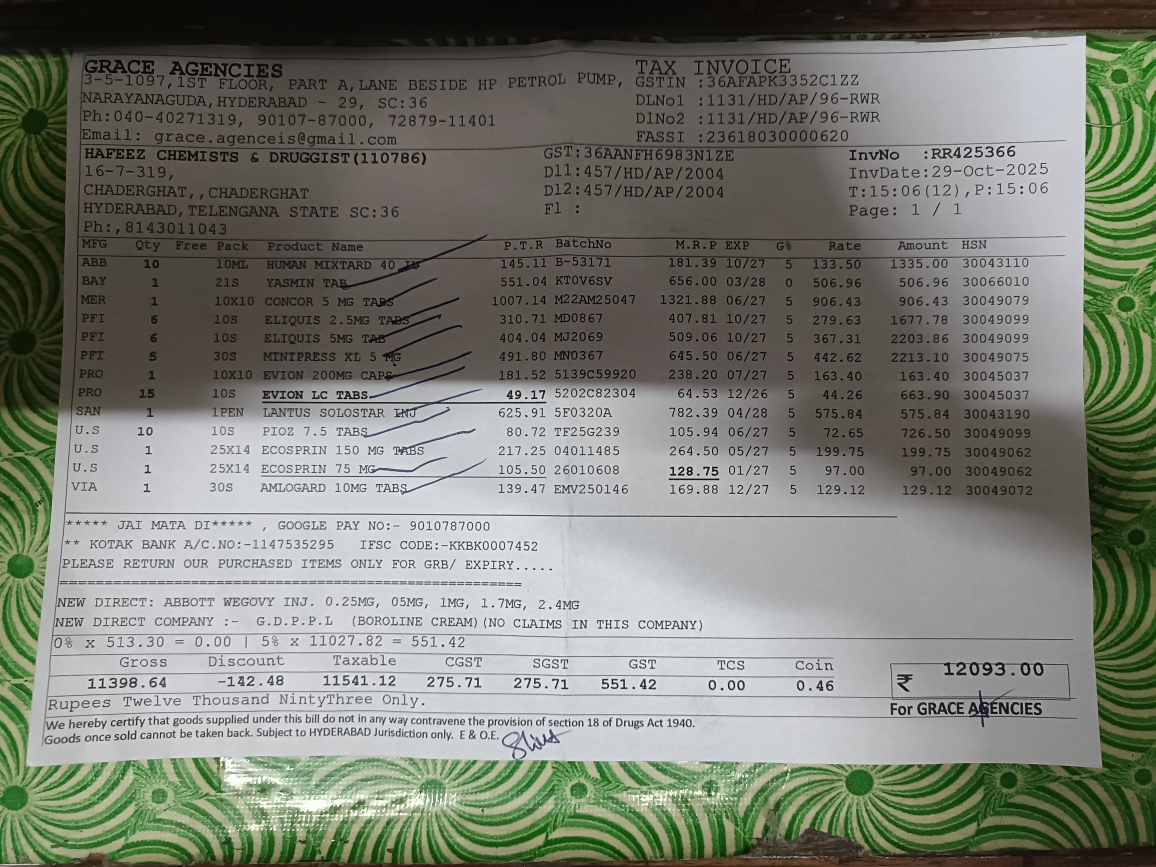 GRACE AGENCIES TAX INVOICE
3-5-1097,1ST FLOOR, PART A,LANE BESIDE HP PETROL PUMP, GSTIN :36AFAPK3352C1ZZ
NARAYANAGUDA,HYDERABAD - 29, SC:36 DLNo1 :1131/HD/AP/96-RWR
Ph:040-40271319, 90107-87000, 72879-11401 DlNo2 :1131/HD/AP/96-RWR
Email: grace.agenceis@gmail.com FASSI :23618030000620
HAFEEZ CHEMISTS & DRUGGIST(110786) GST:36AANFH6983N1ZE InvNo :RR425366
16-7-319, Dl1:457/HD/AP/2004 InvDate:29-Oct-2025
CHADERGHAT,,CHADERGHAT Dl2:457/HD/AP/2004 T:15:06(12),P:15:06
HYDERABAD,TELENGANA STATE SC:36 Fl : Page: 1 / 1
Ph:,8143011043
MFG Qty Free Pack Product Name P.T.R BatchNo M.R.P EXP G% Rate Amount HSN
ABB 10 10ML HUMAN MIXTARD 40 145.11 B-53171 181.39 10/27 5 133.50 1335.00 30043110
BAY 1 21S YASMIN TAB 551.04 KT0V6SV 656.00 03/28 0 506.96 506.96 30066010
MER 1 10X10 CONCOR 5 MG TABS 1007.14 M22AM25047 1321.88 06/27 5 906.43 906.43 30049079
PFI 6 10S ELIQUIS 2.5MG TABS 310.71 MD0867 407.81 10/27 5 279.63 1677.78 30049099
PFI 6 10S ELIQUIS 5MG TAB 404.04 MJ2069 509.06 10/27 5 367.31 2203.86 30049099
PFI 5 30S MINIPRESS XL 5 MG 491.80 MN0367 645.50 06/27 5 442.62 2213.10 30049075
PRO 1 10X10 EVION 200MG CAPS 181.52 5139C59920 238.20 07/27 5 163.40 163.40 30045037
PRO 15 10S EVION LC TABS 49.17 5202C82304 64.53 12/26 5 44.26 663.90 30045037
SAN 1 1PEN LANTUS SOLOSTAR INJ 625.91 5F0320A 782.39 04/28 5 575.84 575.84 30043190
U.S 10 10S PIOZ 7.5 TABS 80.72 TF25G239 105.94 06/27 5 72.65 726.50 30049099
U.S 1 25X14 ECOSPRIN 150 MG TABS 217.25 04011485 264.50 05/27 5 199.75 199.75 30049062
U.S 1 25X14 ECOSPRIN 75 MG 105.50 26010608 128.75 01/27 5 97.00 97.00 30049062
VIA 1 30S AMLOGARD 10MG TABS 139.47 EMV250146 169.88 12/27 5 129.12 129.12 30049072
***** JAI MATA DI***** , GOOGLE PAY NO:- 9010787000
** KOTAK BANK A/C.NO:-1147535295 IFSC CODE:-KKBK0007452
PLEASE RETURN OUR PURCHASED ITEMS ONLY FOR GRB/ EXPIRY.....
=======================================================
NEW DIRECT: ABBOTT WEGOVY INJ. 0.25MG, 05MG, 1MG, 1.7MG, 2.4MG
NEW DIRECT COMPANY :- G.D.P.P.L (BOROLINE CREAM)(NO CLAIMS IN THIS COMPANY)
0% x 513.30 = 0.00 | 5% x 11027.82 = 551.42
Gross Discount Taxable CGST SGST GST TCS Coin
11398.64 -142.48 11541.12 275.71 275.71 551.42 0.00 0.46 ₹ 12093.00
Rupees Twelve Thousand NintyThree Only. For GRACE AGENCIES
We hereby certify that goods supplied under this bill do not in any way contravene the provision of section 18 of Drugs Act 1940.
Goods once sold cannot be taken back. Subject to HYDERABAD Jurisdiction only. E & O.E.